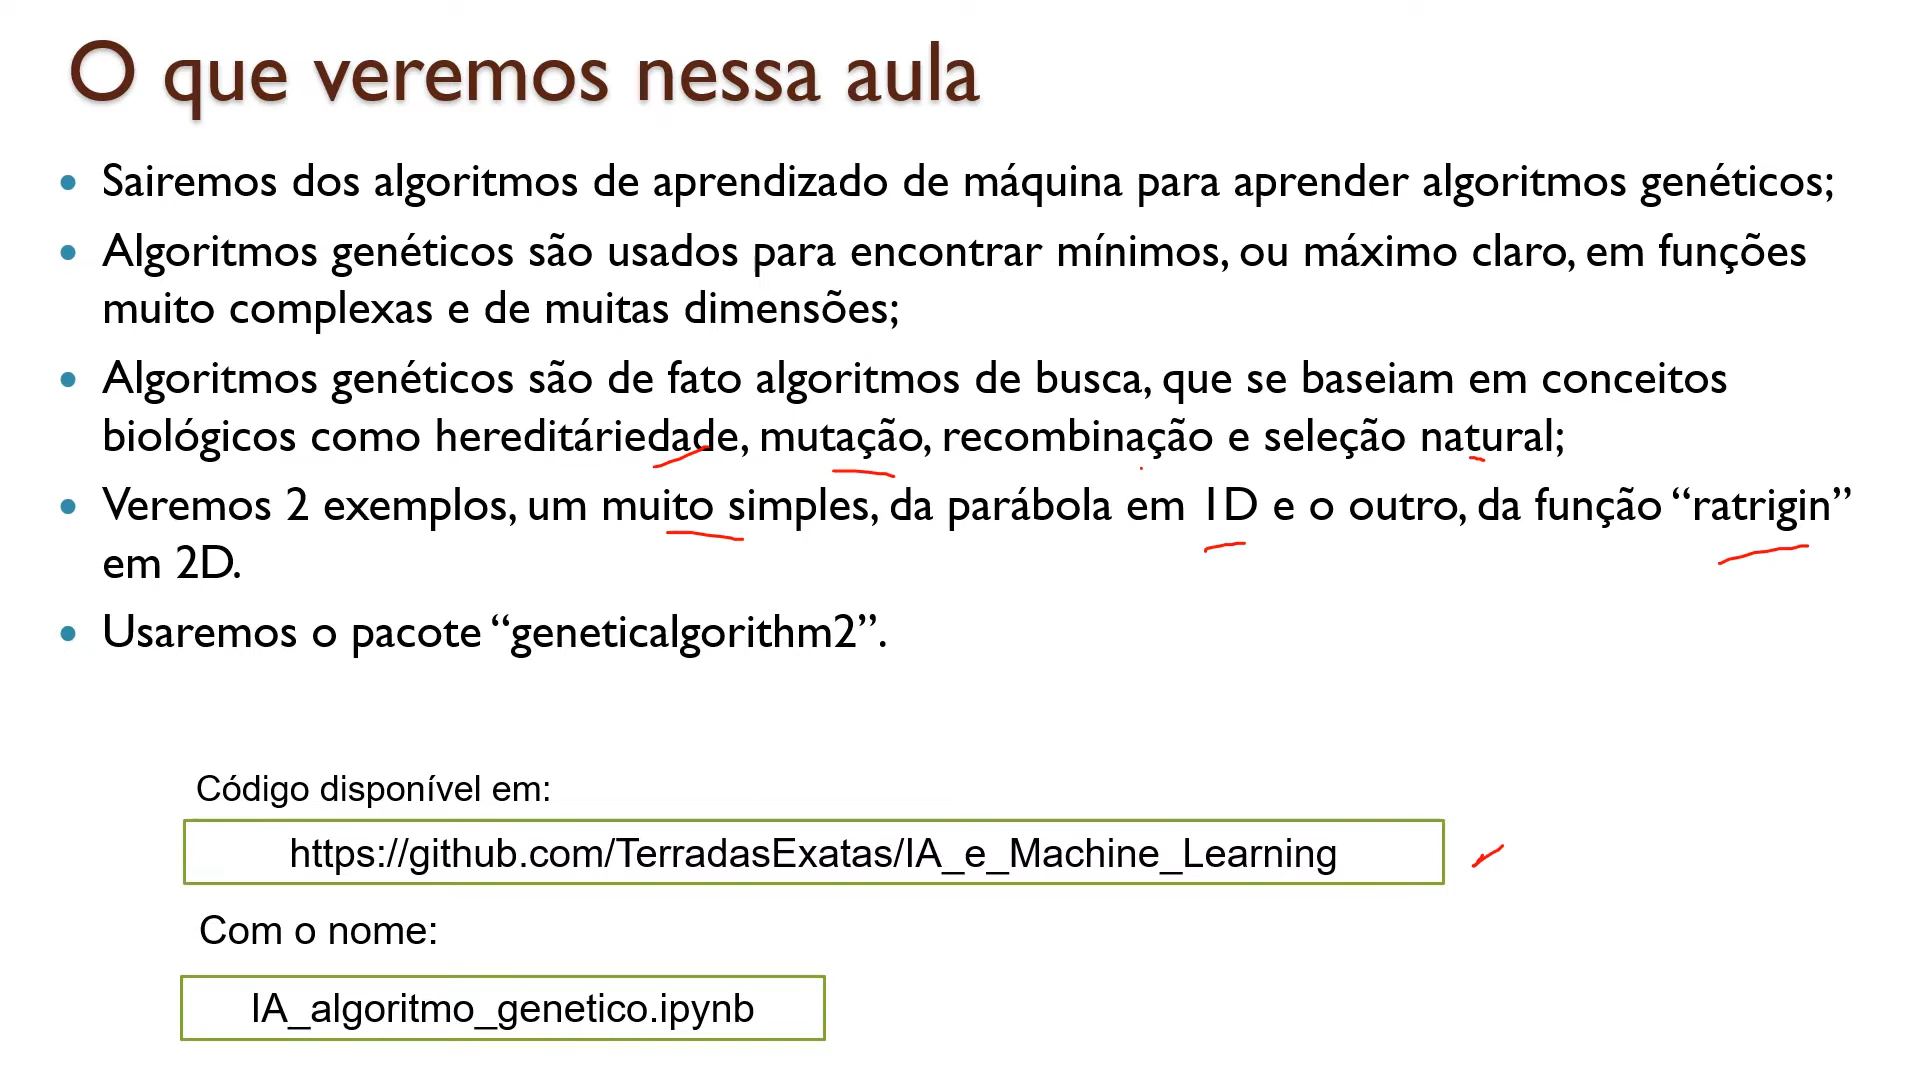 O que veremos nessa aula
• Sairemos dos algoritmos de aprendizado de máquina para aprender algoritmos genéticos;
• Algoritmos genéticos são usados para encontrar mínimos, ou máximo claro, em funções
muito complexas e de muitas dimensões;
• Algoritmos genéticos são de fato algoritmos de busca, que se baseiam em conceitos
biológicos como hereditáriedade, mutação, recombinação e seleção natural;
• Veremos 2 exemplos, um muito simples, da parábola em 1D e o outro, da função “ratrigin”
em 2D.
• Usaremos o pacote “geneticalgorithm2”.
Código disponível em:
https://github.com/TerradasExatas/IA_e_Machine_Learning
Com o nome:
IA_algoritmo_genetico.ipynb